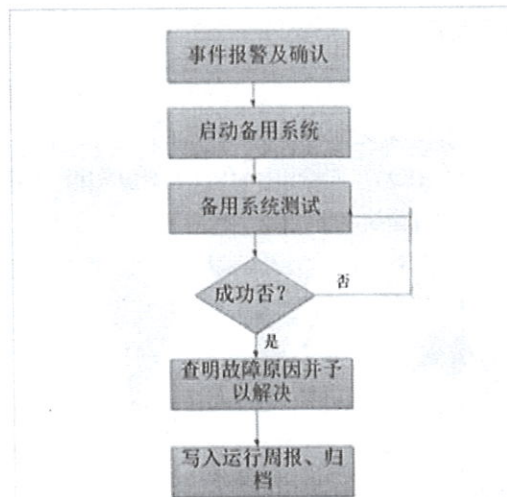 事件报警及确认
启动备用系统
备用系统测试
成功否？
否
是
查明故障原因并予
以解决
写入运行周报、归
档